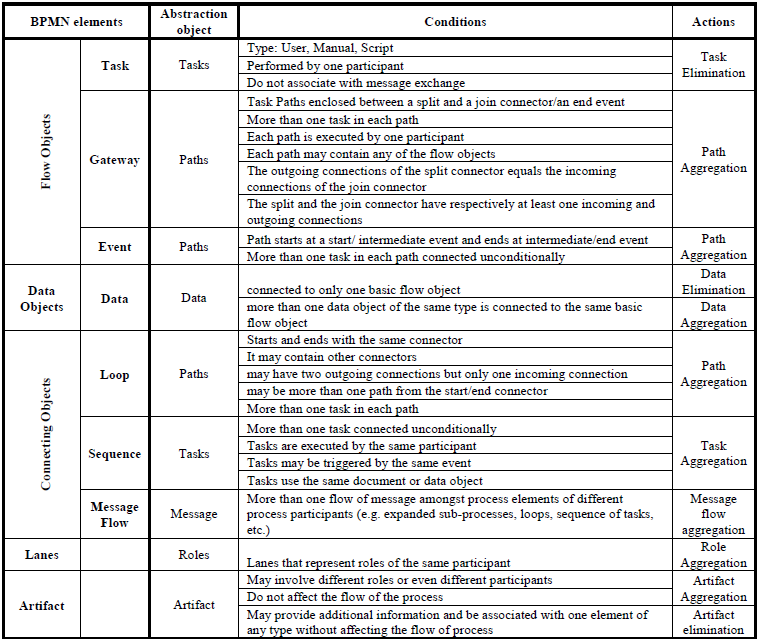 BPMN elements
Abstraction
object
Conditions
Actions
Flow Objects
Task
Tasks
Type: User, Manual, Script
Performed by one participant
Do not associate with message exchange
Task
Elimination
Gateway
Paths
Task Paths enclosed between a split and a join connector/an end event
More than one task in each path
Each path is executed by one participant
Each path may contain any of the flow objects
The outgoing connections of the split connector equals the incoming
connections of the join connector
The split and the join connector have respectively at least one incoming and
outgoing connections
Path
Aggregation
Event
Paths
Path starts at a start/ intermediate event and ends at intermediate/end event
More than one task in each path connected unconditionally
Path
Aggregation
Data
Objects
Data
Data
connected to only one basic flow object
Data
Elimination
more than one data object of the same type is connected to the same basic
flow object
Data
Aggregation
Connecting Objects
Loop
Paths
Starts and ends with the same connector
It may contain other connectors
may have two outgoing connections but only one incoming connection
may be more than one path from the start/end connector
More than one task in each path
Path
Aggregation
Sequence
Tasks
More than one task connected unconditionally
Tasks are executed by the same participant
Tasks may be triggered by the same event
Tasks use the same document or data object
Task
Aggregation
Message
Flow
Message
More than one flow of message amongst process elements of different
process participants (e.g. expanded sub-processes, loops, sequence of tasks,
etc.)
Message
flow
aggregation
Lanes
Roles
Lanes that represent roles of the same participant
Role
Aggregation
Artifact
Artifact
May involve different roles or even different participants
Do not affect the flow of the process
Artifact
Aggregation
May provide additional information and be associated with one element of
any type without affecting the flow of process
Artifact
elimination